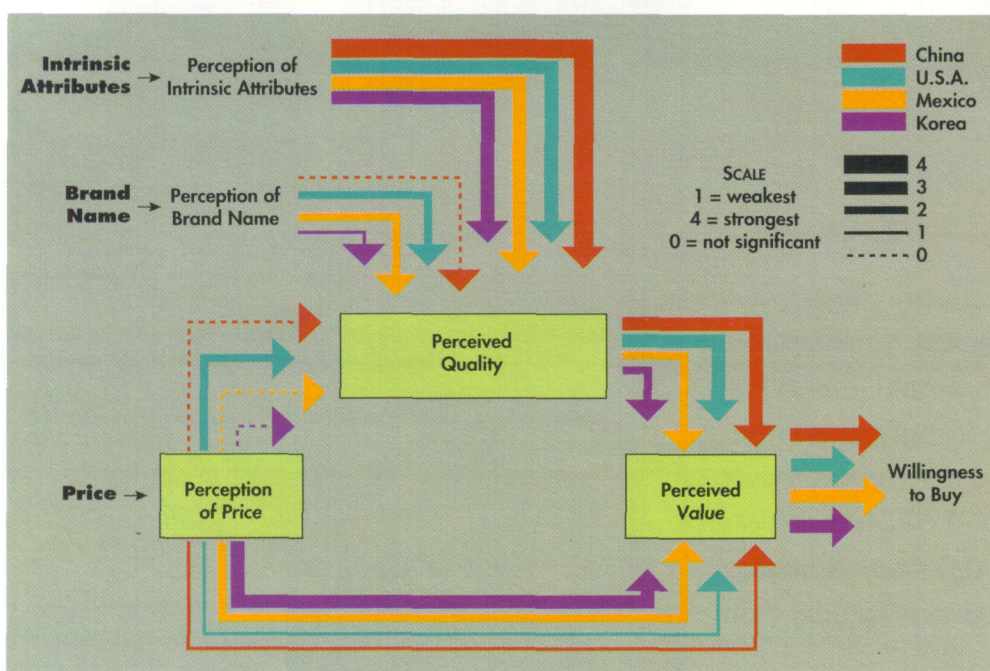 Intrinsic
Attributes →
Perception of
Intrinsic Attributes
China
U.S.A.
Mexico
Korea
Brand
Name →
Perception of
Brand Name
SCALE
1 = weakest
4 = strongest
0 = not significant
4
3
2
1
0
Perceived
Quality
Price →
Perception
of Price
Perceived
Value
Willingness
to Buy